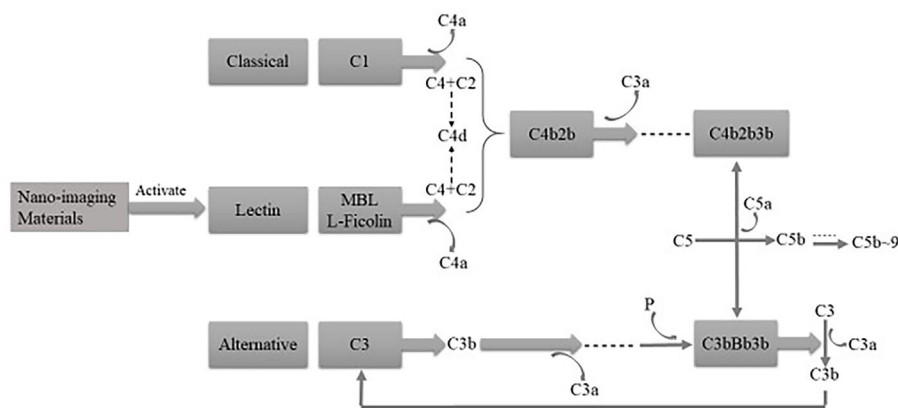 C4a
Classical
C1
C4+C2
C3a
C4d
C4b2b
C4b2b3b
C4+C2
Nano-imaging
Materials
Activate
Lectin
MBL
L-Ficolin
C4a
C5a
C5
C5b
C5b~9
Alternative
C3
C3b
C3a
P
C3bBb3b
C3
C3a
C3b